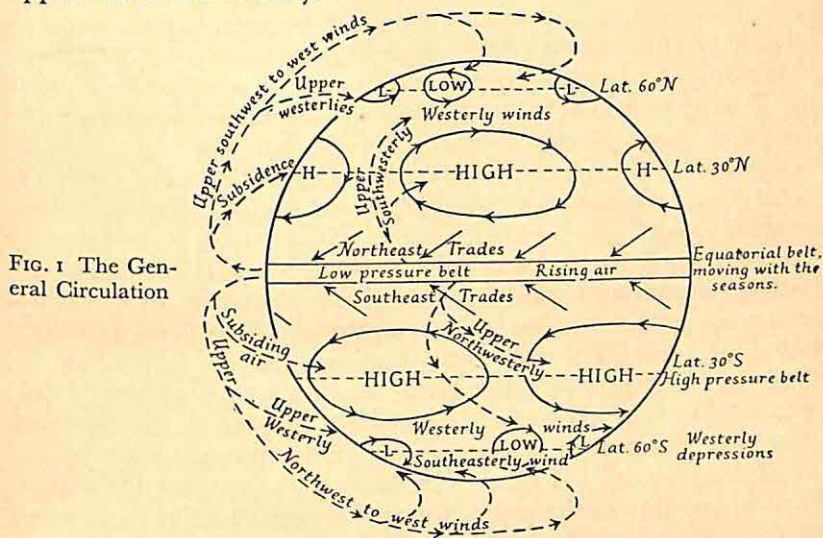 Upper southwest to west winds
Upper
westerlies
L
LOW
L
Lat. 60°N
Westerly winds
Subsidence
H
Upper
Southwesterly
HIGH
H
Lat. 30°N
Northeast Trades
Low pressure belt Rising air
Southeast Trades
Equatorial belt,
moving with the
seasons.
FIG. 1 The Gen-
eral Circulation
Subsiding
air
Upper
Northwesterly
HIGH
HIGH
Lat. 30°S
High pressure belt
Upper
Upper
Westerly
Westerly winds
L
LOW
L
Lat. 60°S
Westerly
depressions
Southeasterly wind
Northwest to west winds